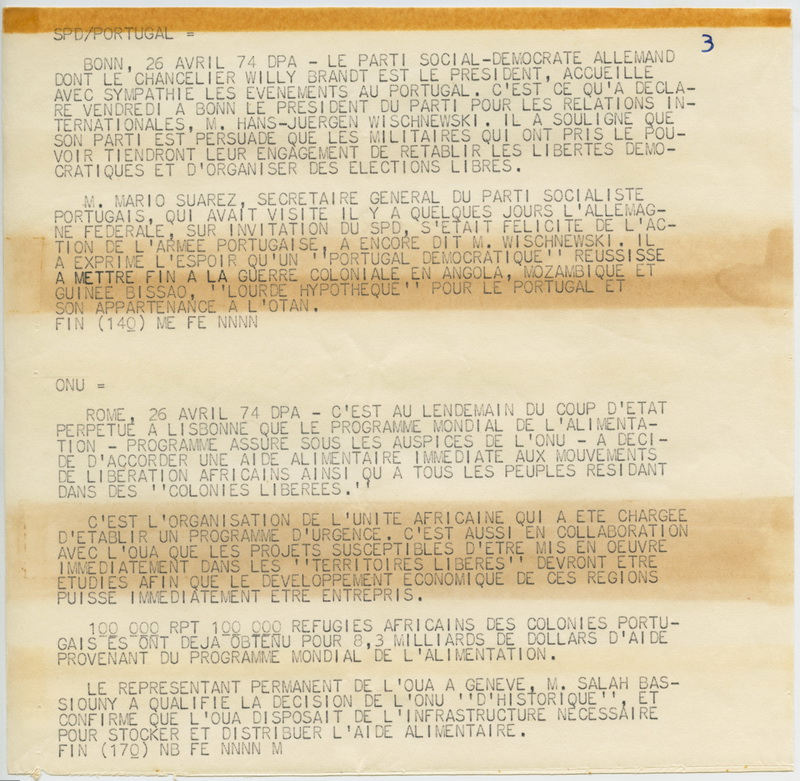 SPD/PORTUGAL =
3
BONN, 26 AVRIL 74 DPA - LE PARTI SOCIAL-DEMOCRATE ALLEMAND
DONT LE CHANCELIER WILLY BRANDT EST LE PRESIDENT, ACCUEILLE
AVEC SYMPATHIE LES EVENEMENTS AU PORTUGAL. C'EST CE QU'A DECLA-
RE VENDREDI A BONN LE PRESIDENT DU PARTI POUR LES RELATIONS IN-
TERNATIONALES, M. HANS-JUERGEN WISCHNEWSKI. IL A SOULIGNE QUE
SON PARTI EST PERSUADE QUE LES MILITAIRES QUI ONT PRIS LE POU-
VOIR TIENDRONT LEUR ENGAGEMENT DE RETABLIR LES LIBERTES DEMO-
CRATIQUES ET D'ORGANISER DES ELECTIONS LIBRES.
M. MARIO SUAREZ, SECRETAIRE GENERAL DU PARTI SOCIALISTE
PORTUGAIS, QUI AVAIT VISITE IL Y A QUELQUES JOURS L'ALLEMAG-
NE FEDERALE, SUR INVITATION DU SPD, S'ETAIT FELICITE DE L'AC-
TION DE L'ARMEE PORTUGAISE, A ENCORE DIT M. WISCHNEWSKI. IL
A EXPRIME L'ESPOIR QU'UN ''PORTUGAL DEMOCRATIQUE'' REUSSISSE
A METTRE FIN A LA GUERRE COLONIALE EN ANGOLA, MOZAMBIQUE ET
GUINEE BISSAO, ''LOURDE HYPOTHEQUE'' POUR LE PORTUGAL ET
SON APPARTENANCE A L'OTAN.
FIN (140) ME FE NNNN
ONU =
ROME, 26 AVRIL 74 DPA - C'EST AU LENDEMAIN DU COUP D'ETAT
PERPETUE A LISBONNE QUE LE PROGRAMME MONDIAL DE L'ALIMENTA-
TION - PROGRAMME ASSURE SOUS LES AUSPICES DE L'ONU - A DECI-
DE D'ACCORDER UNE AIDE ALIMENTAIRE IMMEDIATE AUX MOUVEMENTS
DE LIBERATION AFRICAINS AINSI QU A TOUS LES PEUPLES RESIDANT
DANS DES ''COLONIES LIBEREES.''
C'EST L'ORGANISATION DE L'UNITE AFRICAINE QUI A ETE CHARGEE
D'ETABLIR UN PROGRAMME D'URGENCE. C'EST AUSSI EN COLLABORATION
AVEC L'OUA QUE LES PROJETS SUSCEPTIBLES D'ETRE MIS EN OEUVRE
IMMEDIATEMENT DANS LES ''TERRITOIRES LIBERES'' DEVRONT ETRE
ETUDIES AFIN QUE LE DEVELOPPEMENT ECONOMIQUE DE CES REGIONS
PUISSE IMMEDIATEMENT ETRE ENTREPRIS.
100 000 RPT 100 000 REFUGIES AFRICAINS DES COLONIES PORTU-
GAIS ES ONT DEJA OBTENU POUR 8,3 MILLIARDS DE DOLLARS D'AIDE
PROVENANT DU PROGRAMME MONDIAL DE L'ALIMENTATION.
LE REPRESENTANT PERMANENT DE L'OUA A GENEVE, M. SALAH BAS-
SIOUNY A QUALIFIE LA DECISION DE L'ONU ''D'HISTORIQUE'', ET
CONFIRME QUE L'OUA DISPOSAIT DE L'INFRASTRUCTURE NECESSAIRE
POUR STOCKER ET DISTRIBUER L'AIDE ALIMENTAIRE.
FIN (170) NB FE NNNN M